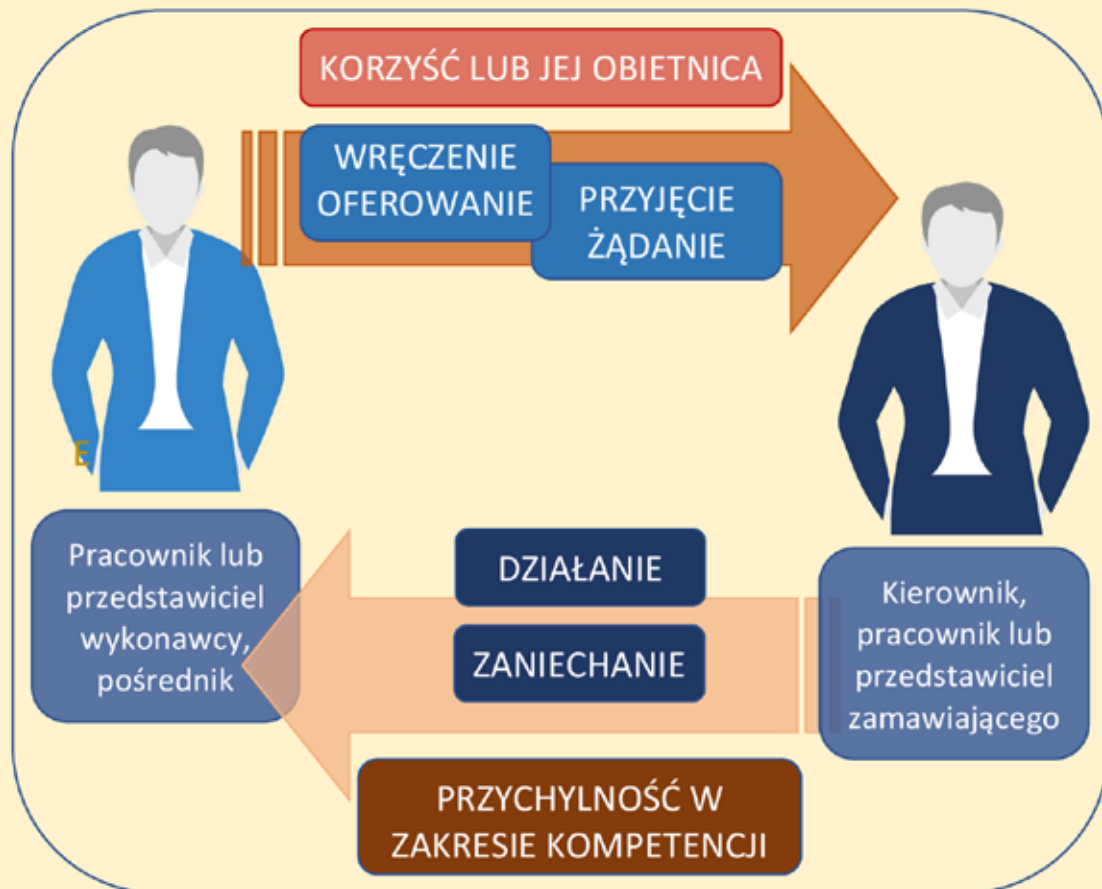 KORZYŚĆ LUB JEJ OBIETNICA
WRĘCZENIE
OFEROWANIE
PRZYJĘCIE
ŻĄDANIE
E
Pracownik lub
przedstawiciel
wykonawcy,
pośrednik
DZIAŁANIE
ZANIECHANIE
Kierownik,
pracownik lub
przedstawiciel
zamawiającego
PRZYCHYLNOŚĆ W
ZAKRESIE KOMPETENCJI